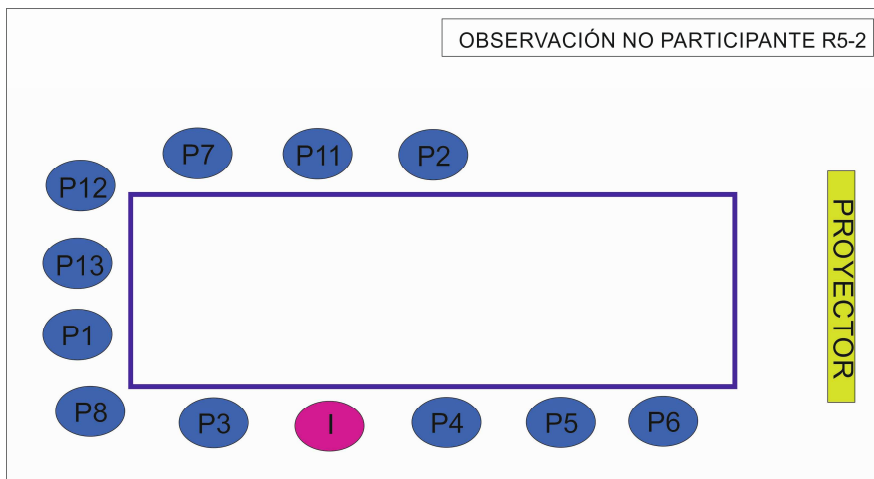 OBSERVACIÓN NO PARTICIPANTE R5-2
P7
P11
P2
P12
P13
P1
P8
P3
I
P4
P5
P6
PROYECTOR